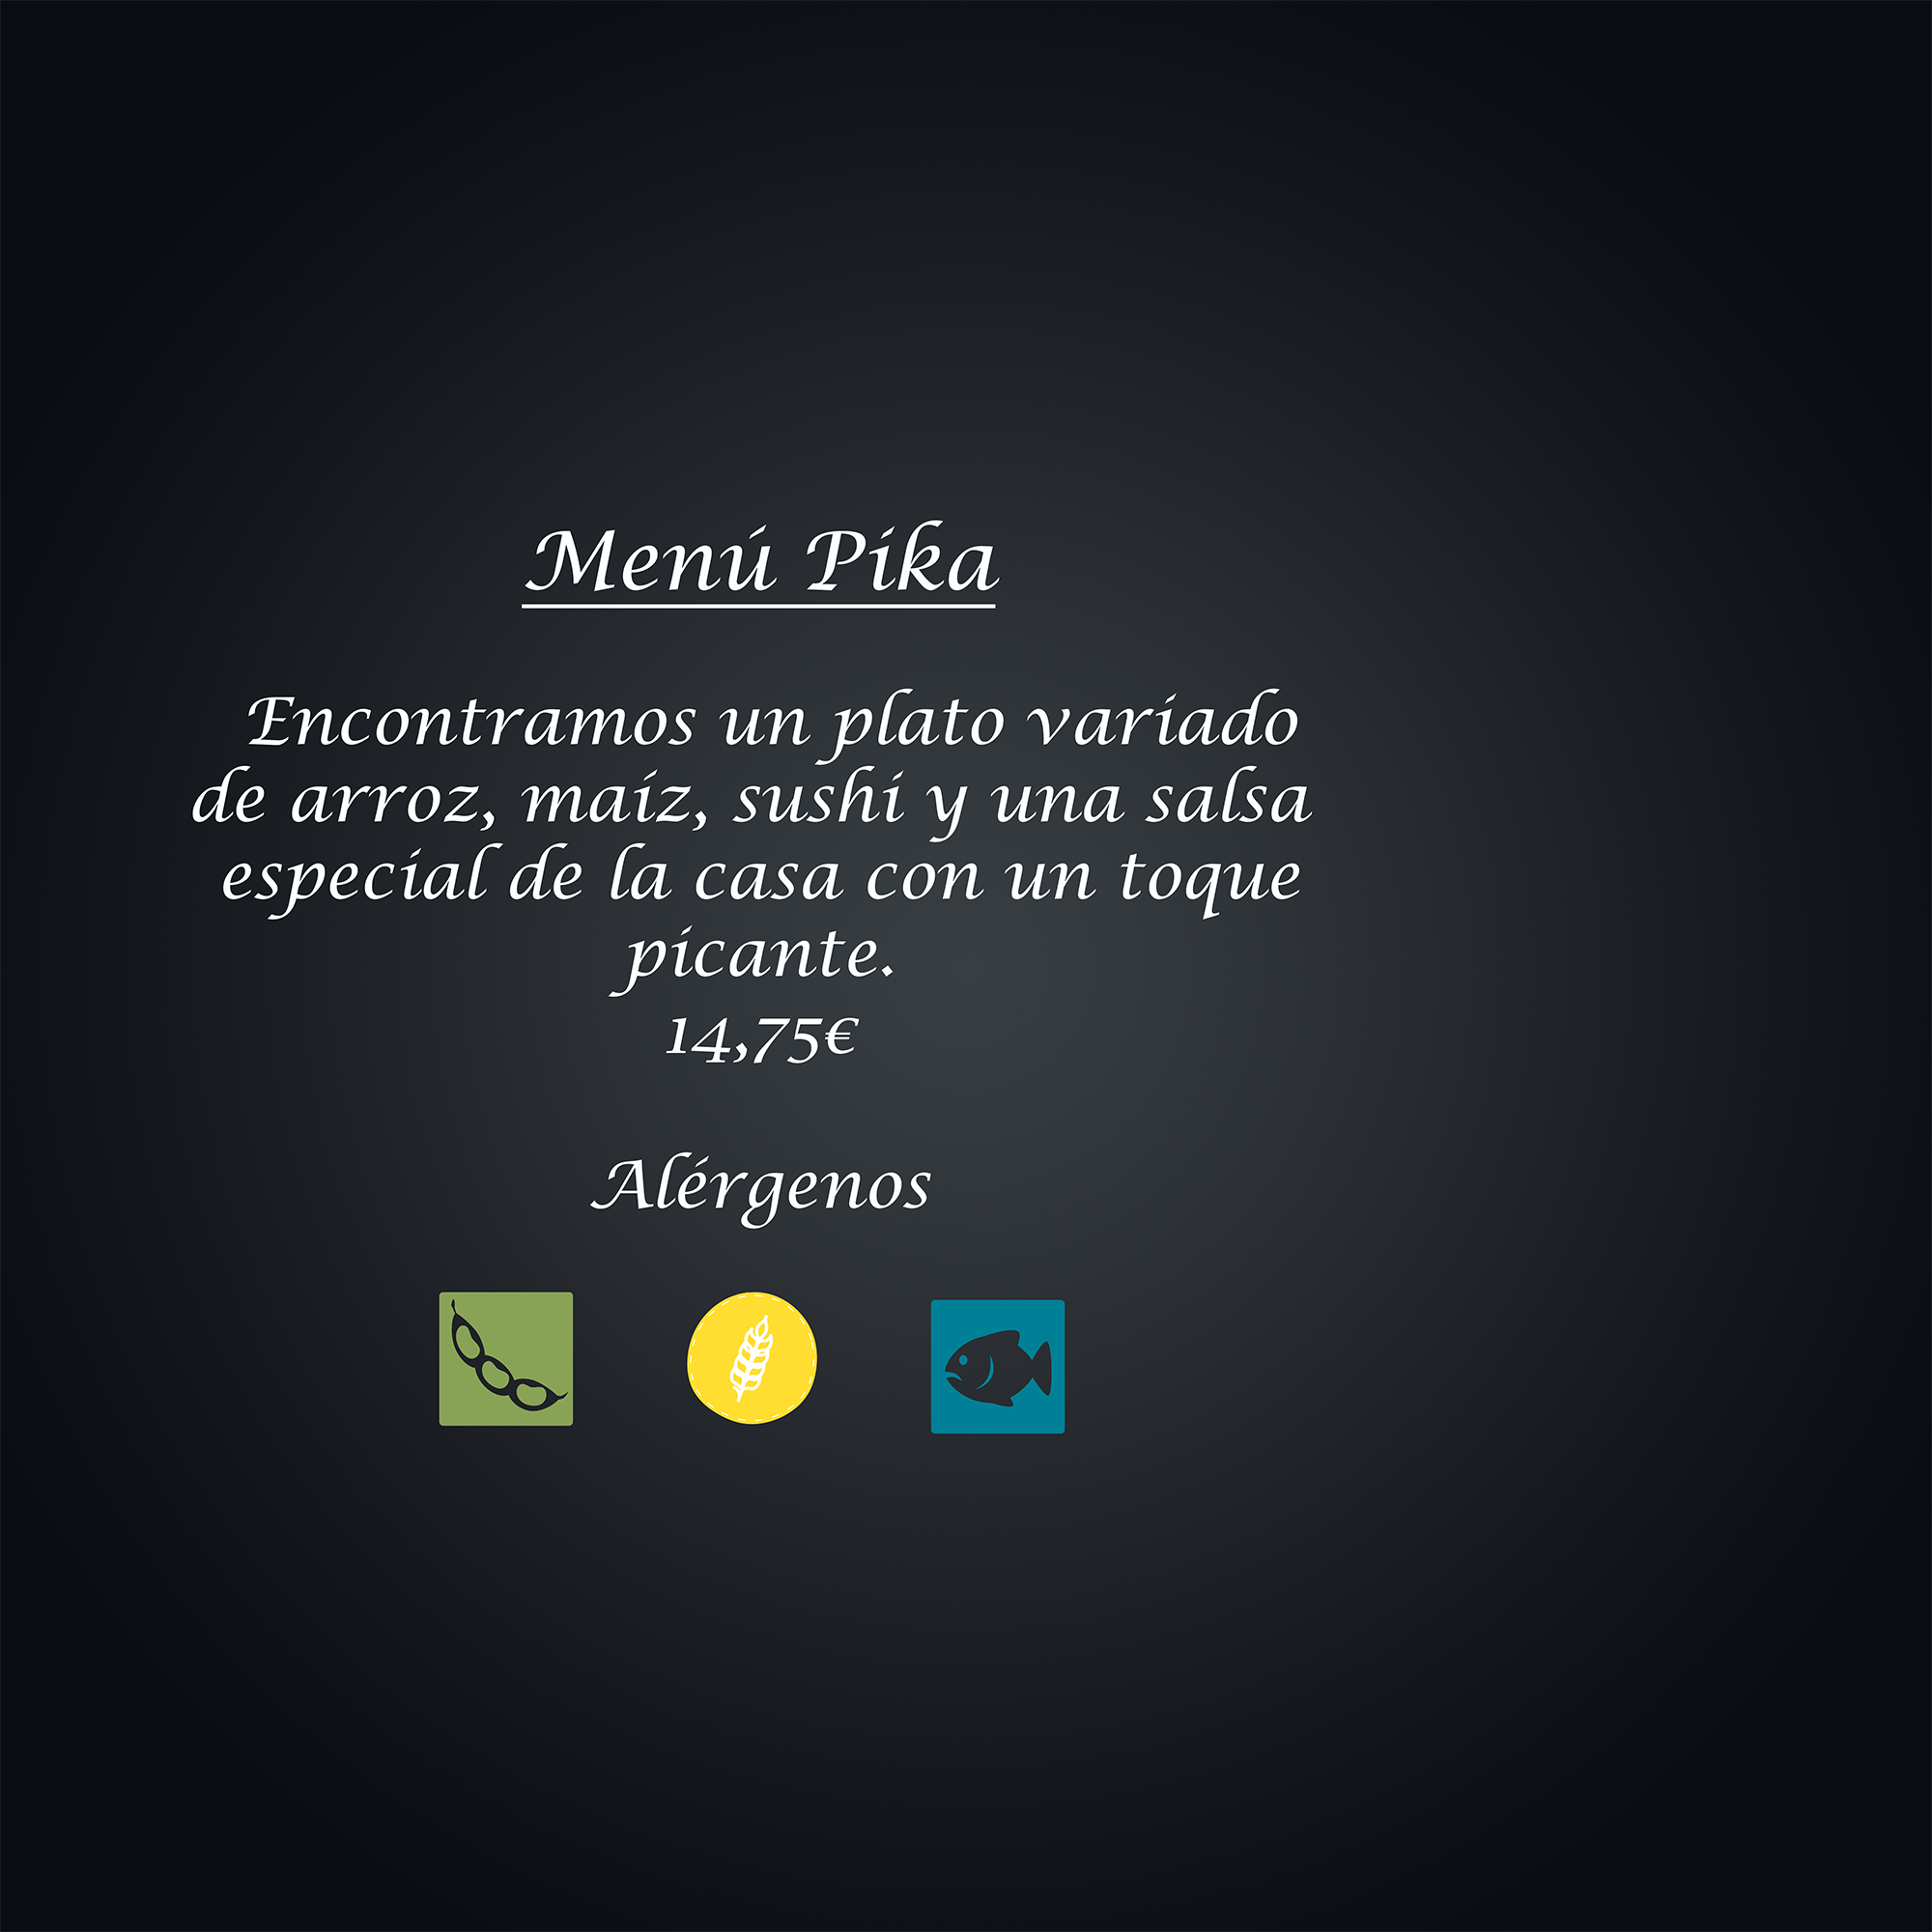 Menú Pika
Encontramos un plato variado
de arroz, maíz, sushi y una salsa
especial de la casa con un toque
picante.
14,75€
Alérgenos